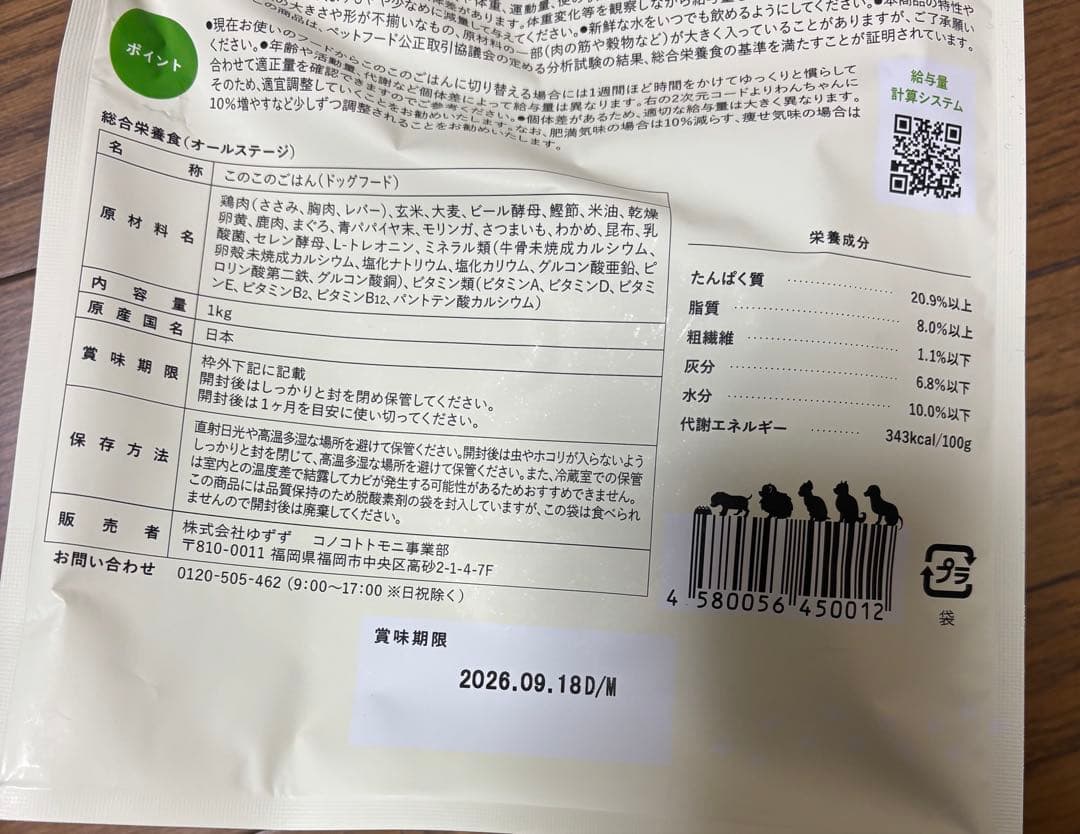 ポイント
●現在お使いのフードからこのこのごはんに切り替える場合には1週間ほど時間をかけてゆっくりと慣らして
ください。●年齢や活動量、代謝など個体差によって給与量は異なります。右の2次元コードよりわんちゃんに
合わせて適正量を確認できますのでご参考ください。●個体差があるため、適切な給与量は大きく異なります。
そのため、適宜調整していくことをお勧めいたします。なお、肥満気味の場合は10%減らす、痩せ気味の場合は
10%増やすなど少しずつ調整されることをお勧めいたします。
給与量
計算システム
総合栄養食(オールステージ)
名称 このこのごはん(ドッグフード)
原材料名 鶏肉(ささみ、胸肉、レバー)、玄米、大麦、ビール酵母、鰹節、米油、乾燥
卵黄、鹿肉、まぐろ、青パパイヤ末、モリンガ、さつまいも、わかめ、昆布、乳
酸菌、セレン酵母、L-トレオニン、ミネラル類(牛骨未焼成カルシウム、
卵殻未焼成カルシウム、塩化ナトリウム、塩化カリウム、グルコン酸亜鉛、ピ
ロリン酸第二鉄、グルコン酸銅)、ビタミン類(ビタミンA、ビタミンD、ビタミ
ンE、ビタミンB2、ビタミンB12、パントテン酸カルシウム)
内容量 1kg
原産国名 日本
賞味期限 枠外下記に記載
開封後はしっかりと封を閉め保管してください。
開封後は1ヶ月を目安に使い切ってください。
保存方法 直射日光や高温多湿な場所を避けて保管ください。開封後は虫やホコリが入らないよう
しっかりと封を閉じて、高温多湿な場所を避けて保管ください。また、冷蔵室での保管
は室内との温度差で結露してカビが発生する可能性があるためおすすめできません。
この商品には品質保持のため脱酸素剤の袋を封入していますが、この袋は食べられ
ませんので開封後は廃棄してください。
販売者 株式会社ゆずず コノコトトモニ事業部
〒810-0011 福岡県福岡市中央区高砂2-1-4-7F
お問い合わせ 0120-505-462 (9:00〜17:00 ※日祝除く)
栄養成分
たんぱく質 ……… 20.9%以上
脂質 ……… 8.0%以上
粗繊維 ……… 1.1%以下
灰分 ……… 6.8%以下
水分 ……… 10.0%以下
代謝エネルギー ……… 343kcal/100g
4 580056 450012
プラ
袋
賞味期限
2026.09.18D/M